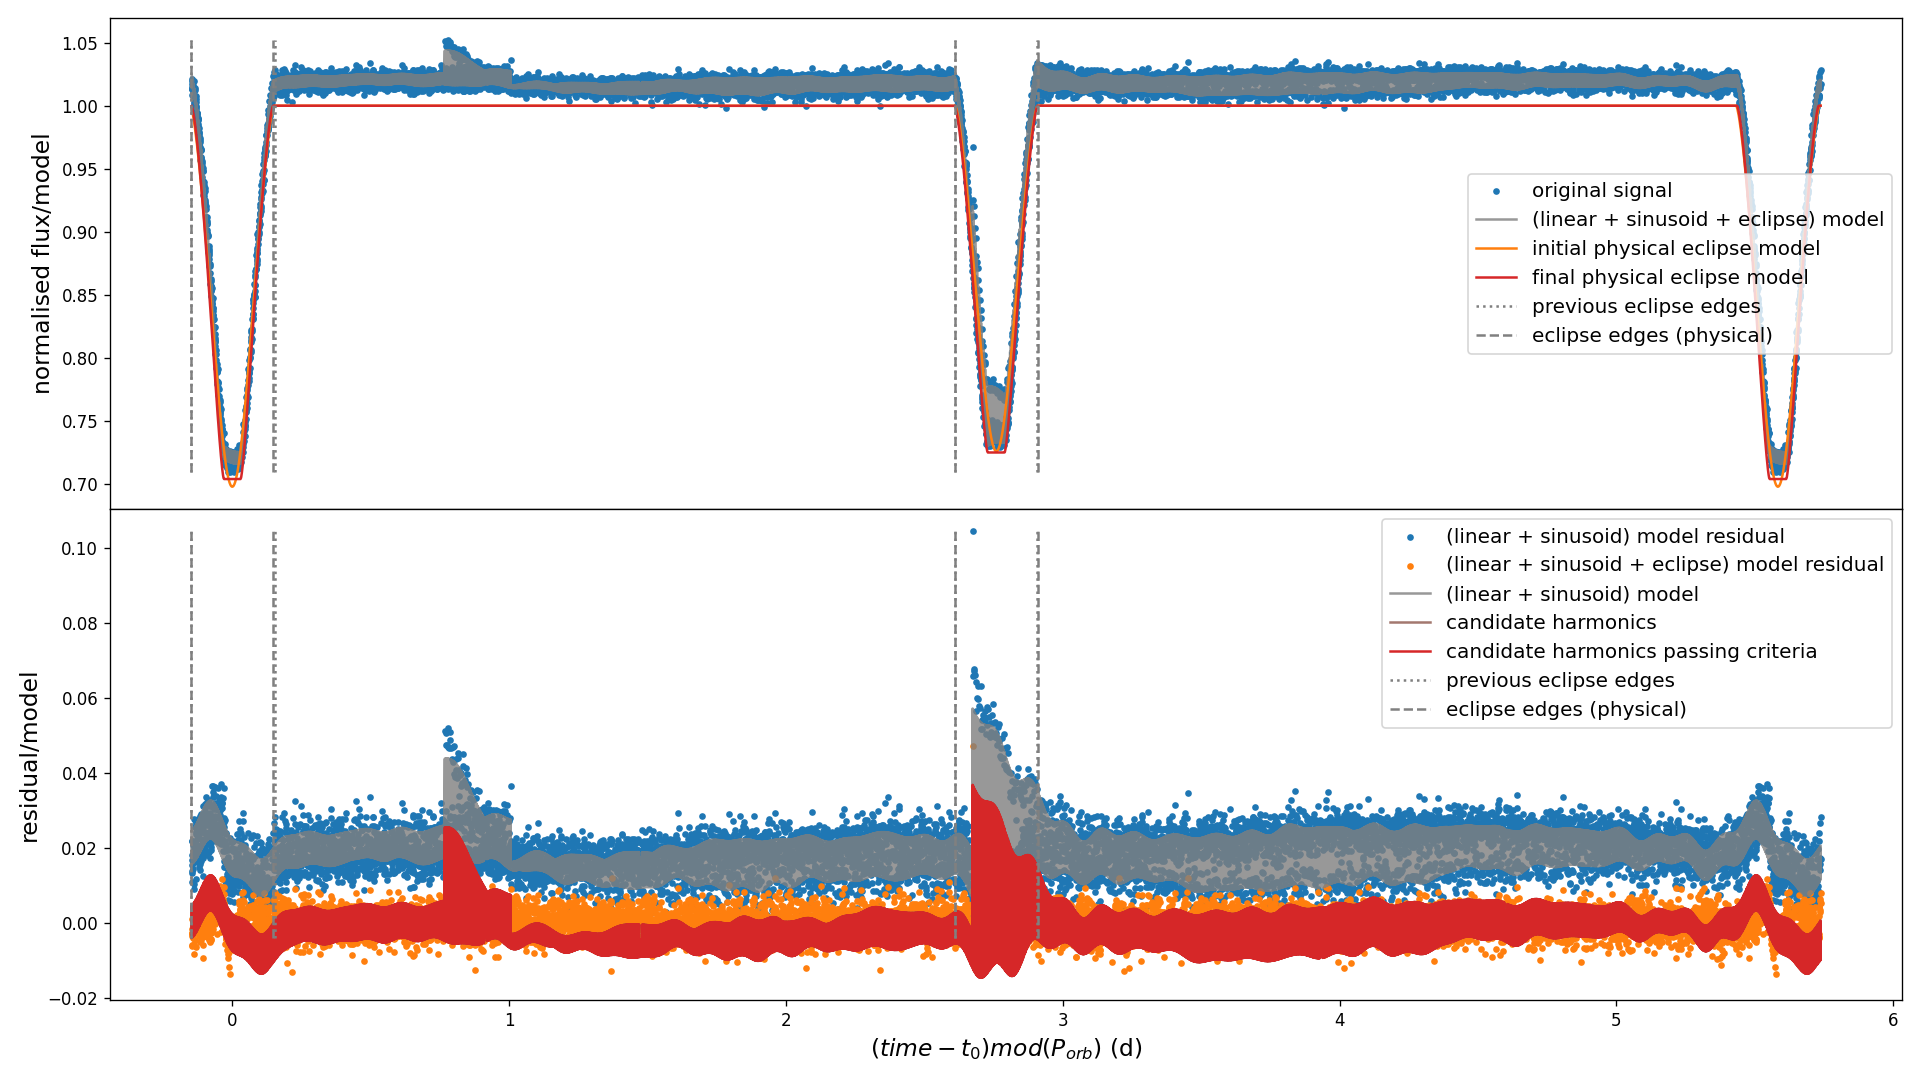 1.05
1.00
0.95
0.90
0.85
0.80
0.75
0.70
normalised flux/model
original signal
(linear + sinusoid + eclipse) model
initial physical eclipse model
final physical eclipse model
previous eclipse edges
eclipse edges (physical)
0.10
0.08
0.06
0.04
0.02
0.00
−0.02
residual/model
(linear + sinusoid) model residual
(linear + sinusoid + eclipse) model residual
(linear + sinusoid) model
candidate harmonics
candidate harmonics passing criteria
previous eclipse edges
eclipse edges (physical)
0 1 2 3 4 5 6
(time − t₀)mod(Pₒᵣb) (d)